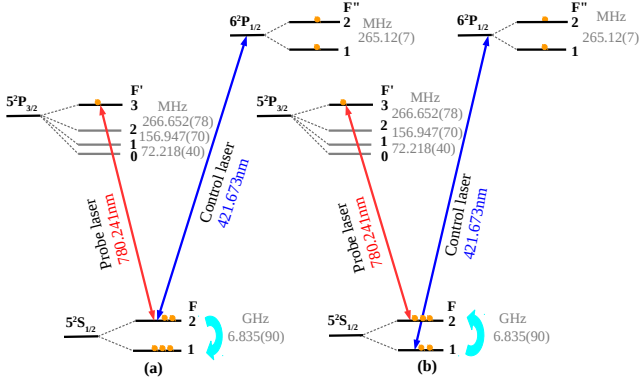 6²P₁/₂
F"
2
MHz
265.12(7)
1
5²P₃/₂
F'
3
MHz
266.652(78)
2
156.947(70)
1
72.218(40)
0
Probe laser
780.241nm
Control laser
421.673nm
5²S₁/₂
F
2
GHz
6.835(90)
1
(a)
6²P₁/₂
F"
2
MHz
265.12(7)
1
5²P₃/₂
F'
3
MHz
266.652(78)
2
156.947(70)
1
72.218(40)
0
Probe laser
780.241nm
Control laser
421.673nm
5²S₁/₂
F
2
GHz
6.835(90)
1
(b)